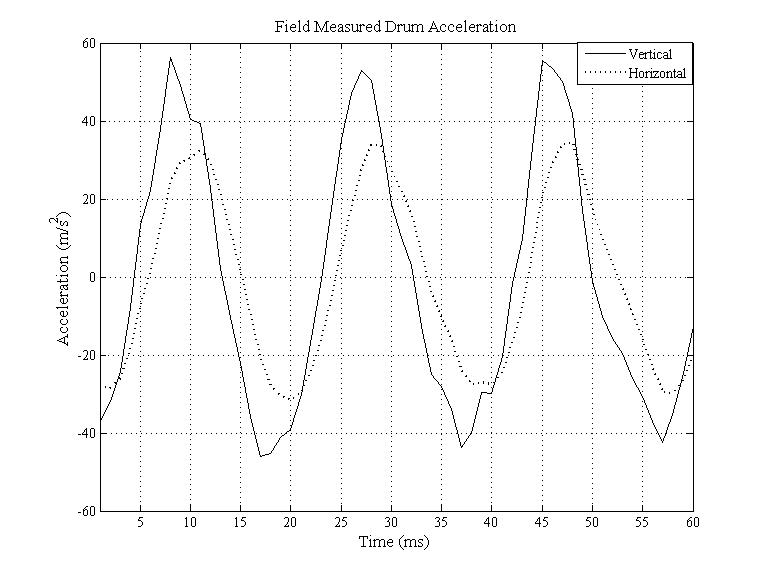 Field Measured Drum Acceleration
60
40
20
0
-20
-40
-60
Acceleration (m/s²)
Vertical
Horizontal
5 10 15 20 25 30 35 40 45 50 55 60
Time (ms)